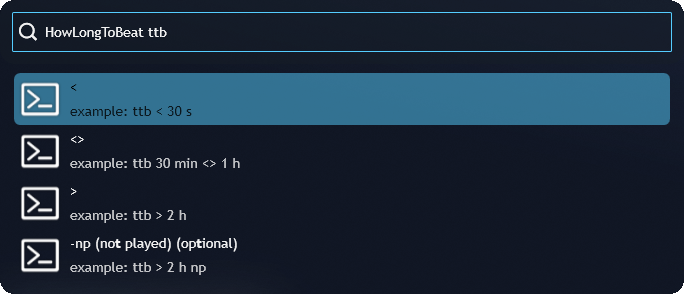 HowLongToBeat ttb
<
example: ttb < 30 s
<>
example: ttb 30 min <> 1 h
>
example: ttb > 2 h
-np (not played) (optional)
example: ttb > 2 h np